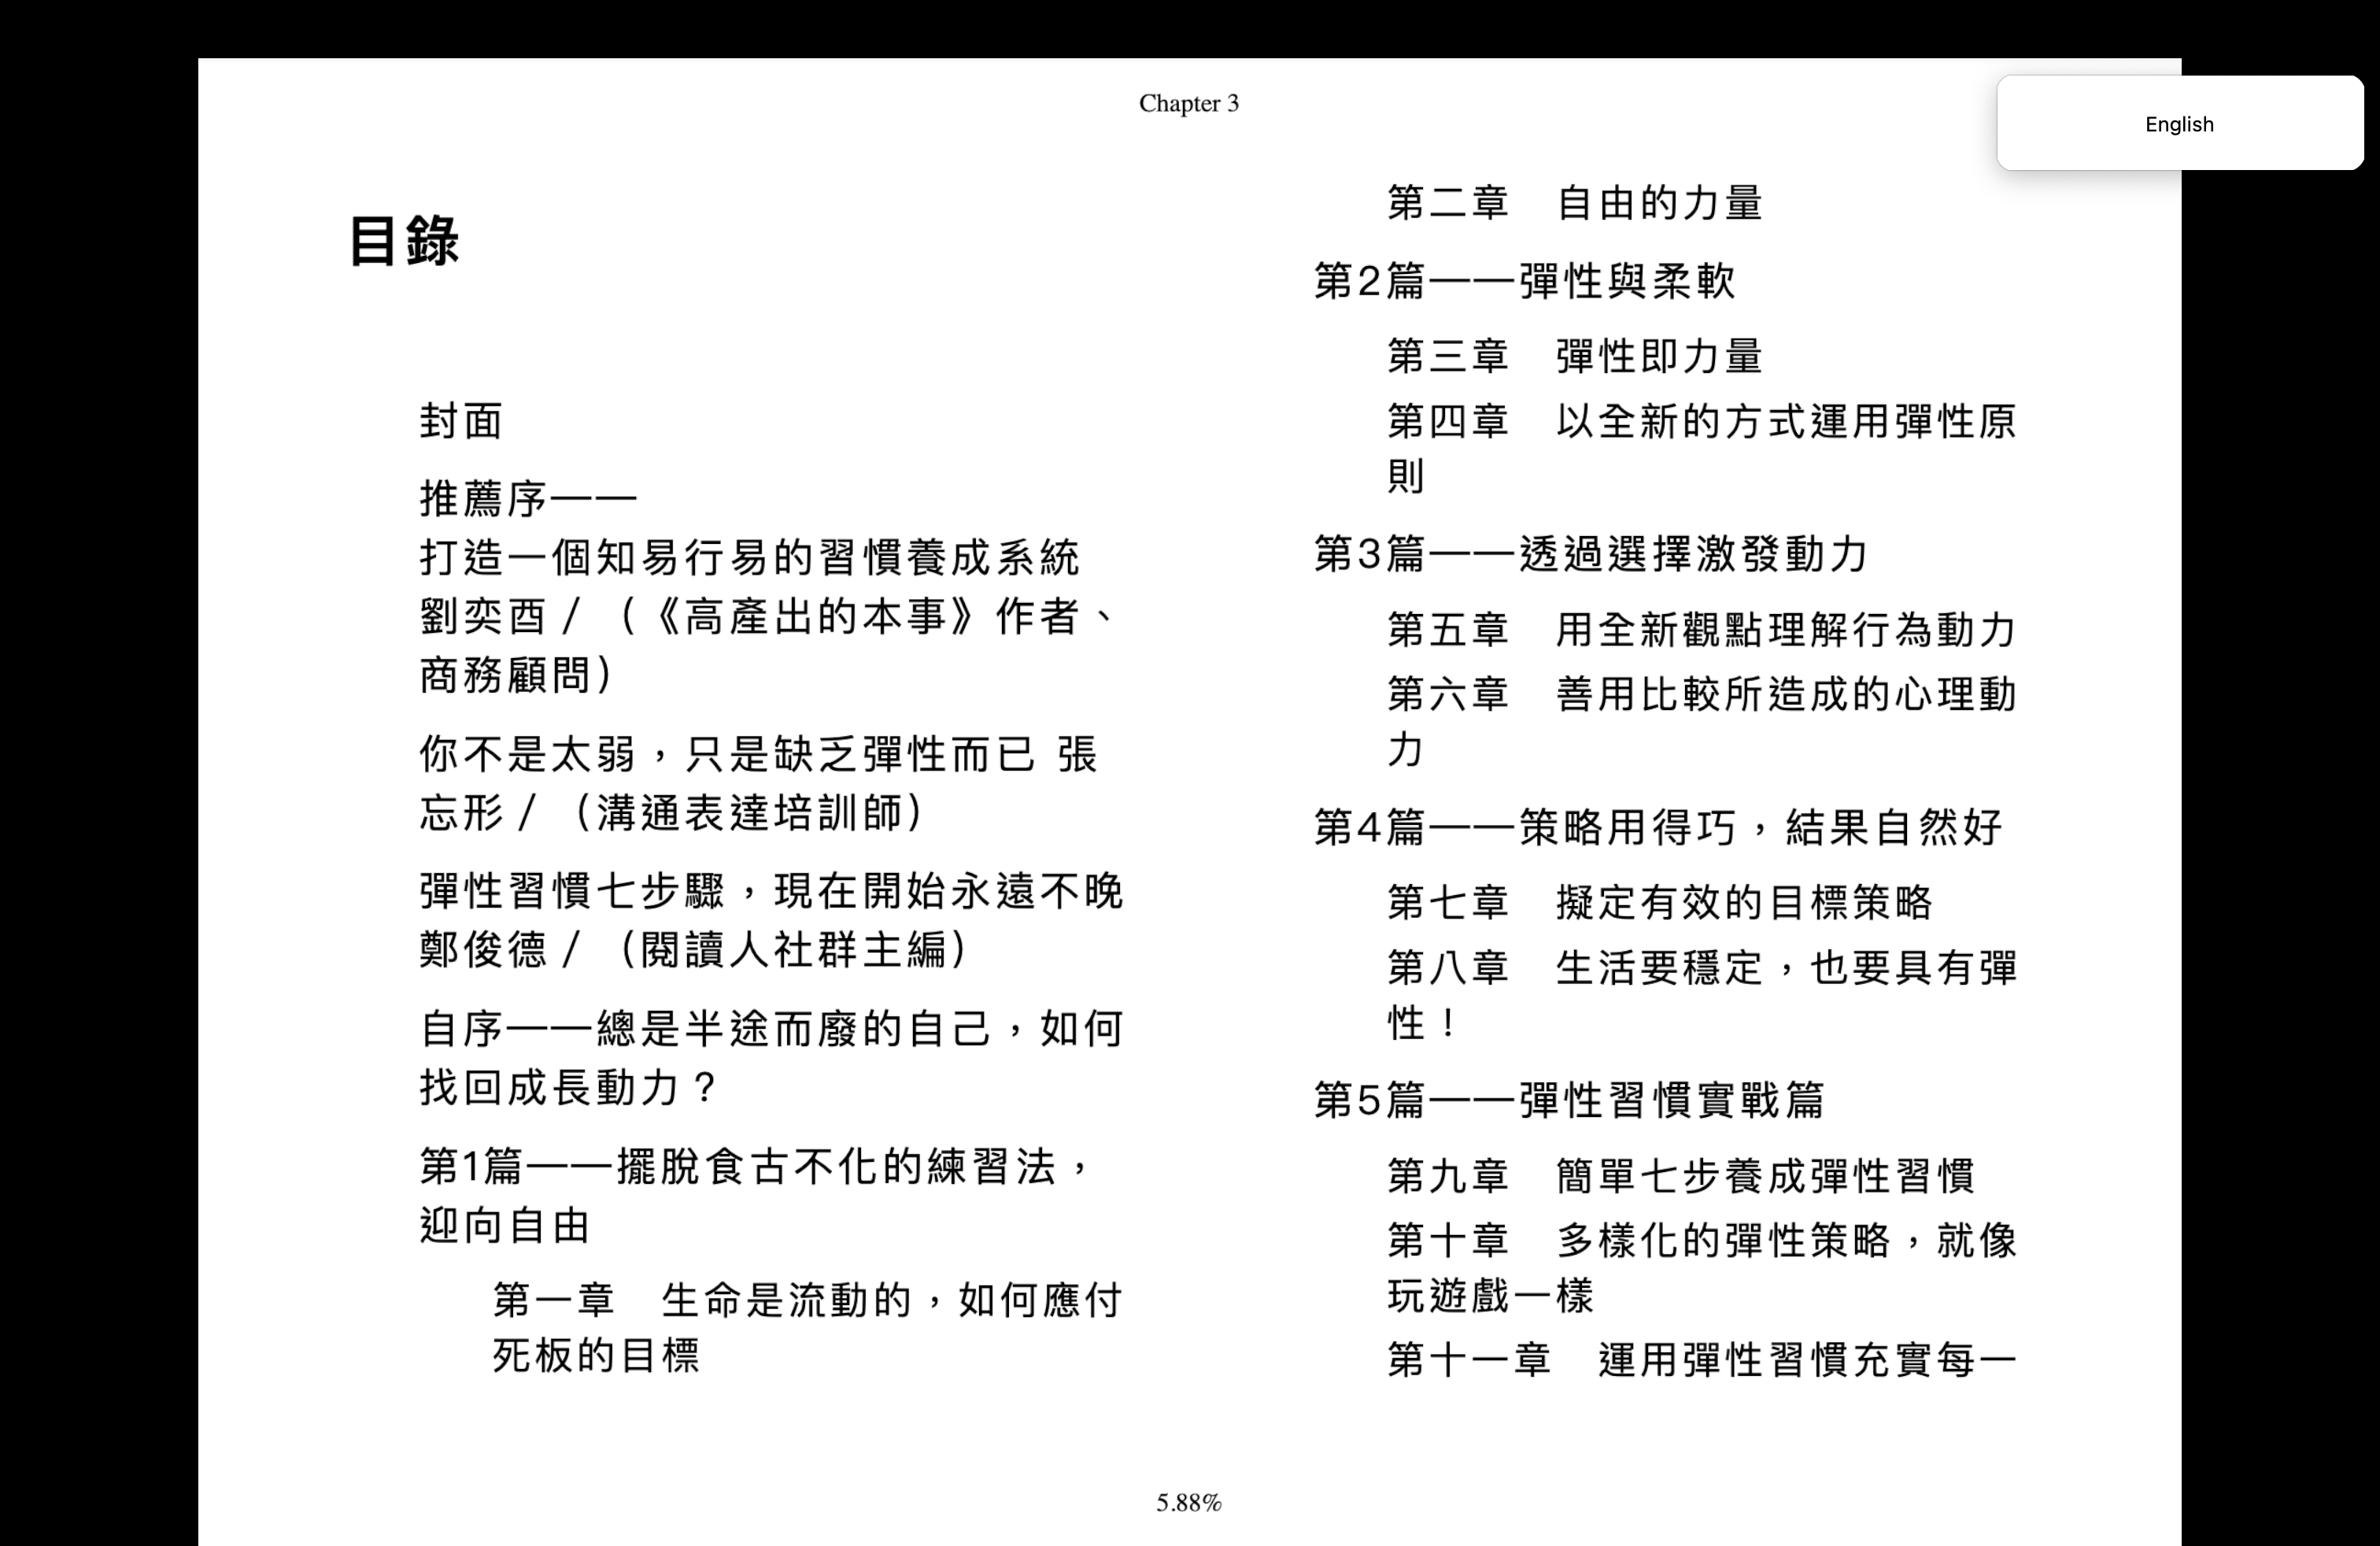 Chapter 3
English
目錄
封面
推薦序——
打造一個知易行易的習慣養成系統
劉奕酉 / （《高產出的本事》作者、
商務顧問）
你不是太弱，只是缺乏彈性而已 張
忘形 / （溝通表達培訓師）
彈性習慣七步驟，現在開始永遠不晚
鄭俊德 / （閱讀人社群主編）
自序——總是半途而廢的自己，如何
找回成長動力？
第1篇——擺脫食古不化的練習法，
迎向自由
第一章　生命是流動的，如何應付
死板的目標
第二章　自由的力量
第2篇——彈性與柔軟
第三章　彈性即力量
第四章　以全新的方式運用彈性原
則
第3篇——透過選擇激發動力
第五章　用全新觀點理解行為動力
第六章　善用比較所造成的心理動
力
第4篇——策略用得巧，結果自然好
第七章　擬定有效的目標策略
第八章　生活要穩定，也要具有彈
性！
第5篇——彈性習慣實戰篇
第九章　簡單七步養成彈性習慣
第十章　多樣化的彈性策略，就像
玩遊戲一樣
第十一章　運用彈性習慣充實每一
5.88%